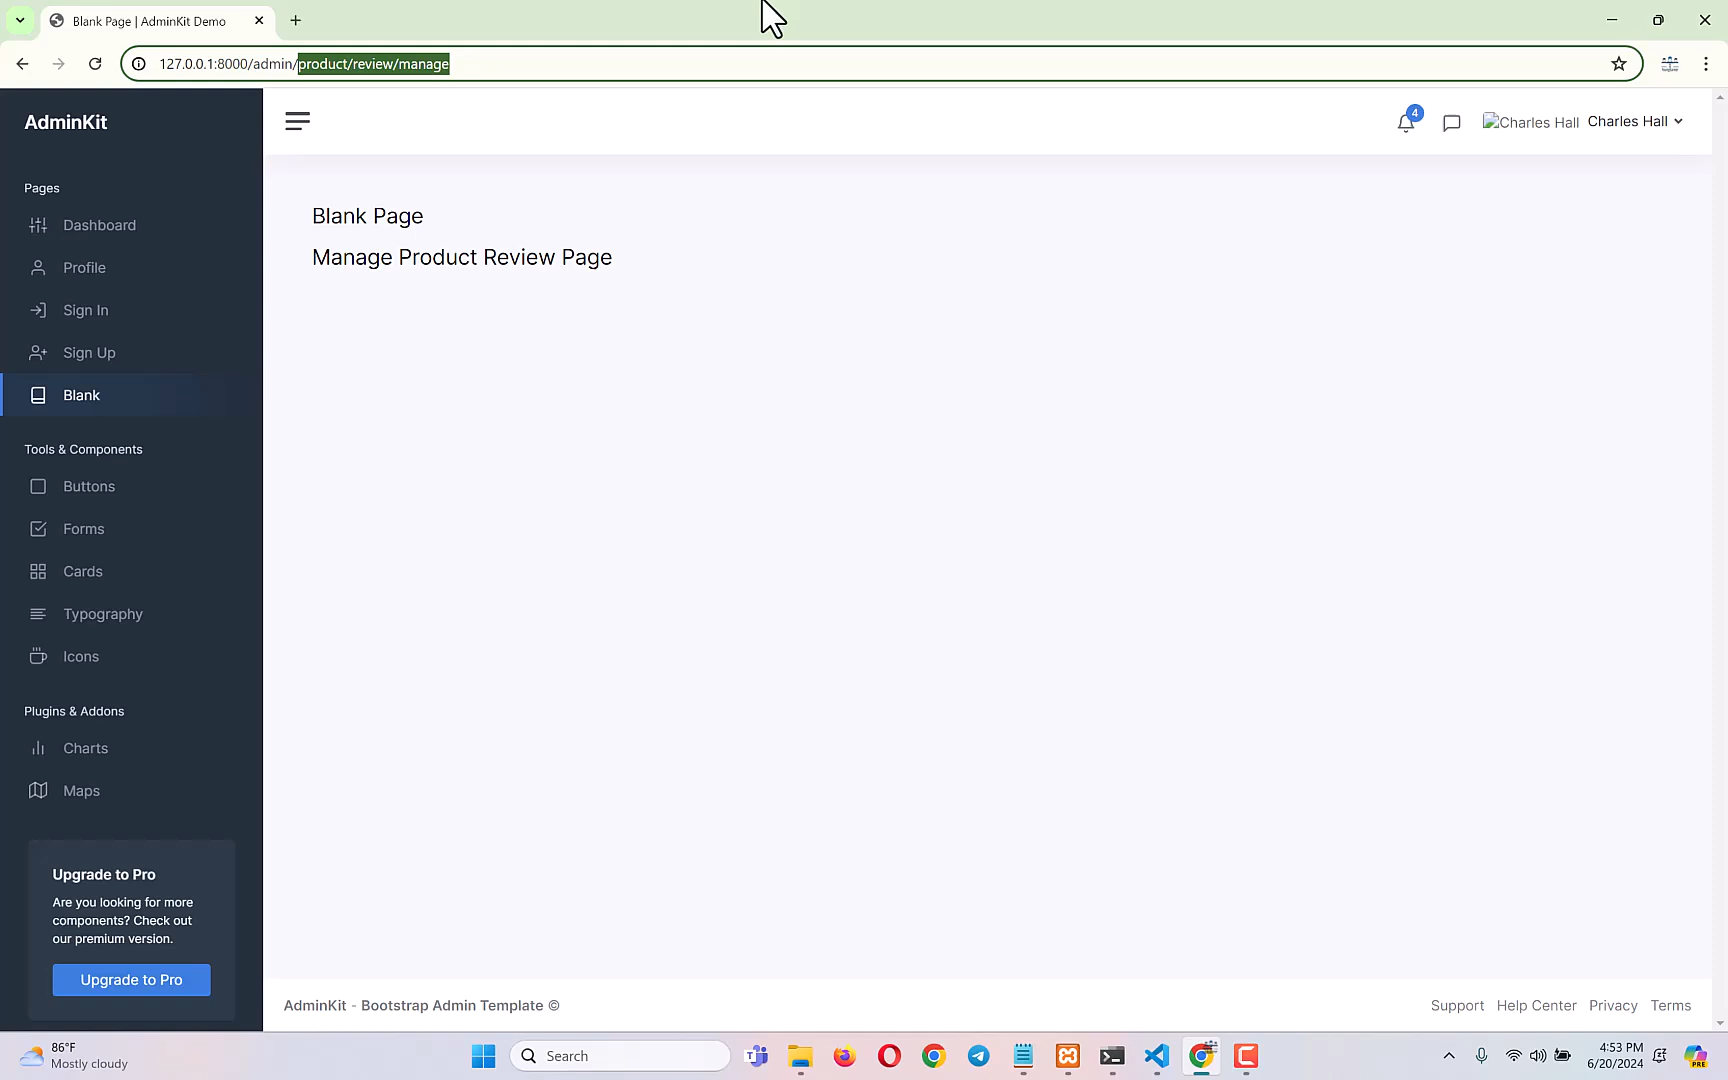 Blank Page | AdminKit Demo
127.0.0.1:8000/admin/product/review/manage
AdminKit
4
Charles Hall
Charles Hall
Pages
Dashboard
Profile
Sign In
Sign Up
Blank
Blank Page
Manage Product Review Page
Tools & Components
Buttons
Forms
Cards
Typography
Icons
Plugins & Addons
Charts
Maps
Upgrade to Pro
Are you looking for more
components? Check out
our premium version.
Upgrade to Pro
AdminKit - Bootstrap Admin Template ©
Support Help Center Privacy Terms
86°F
Mostly cloudy
Search
4:53 PM
6/20/2024
PRE